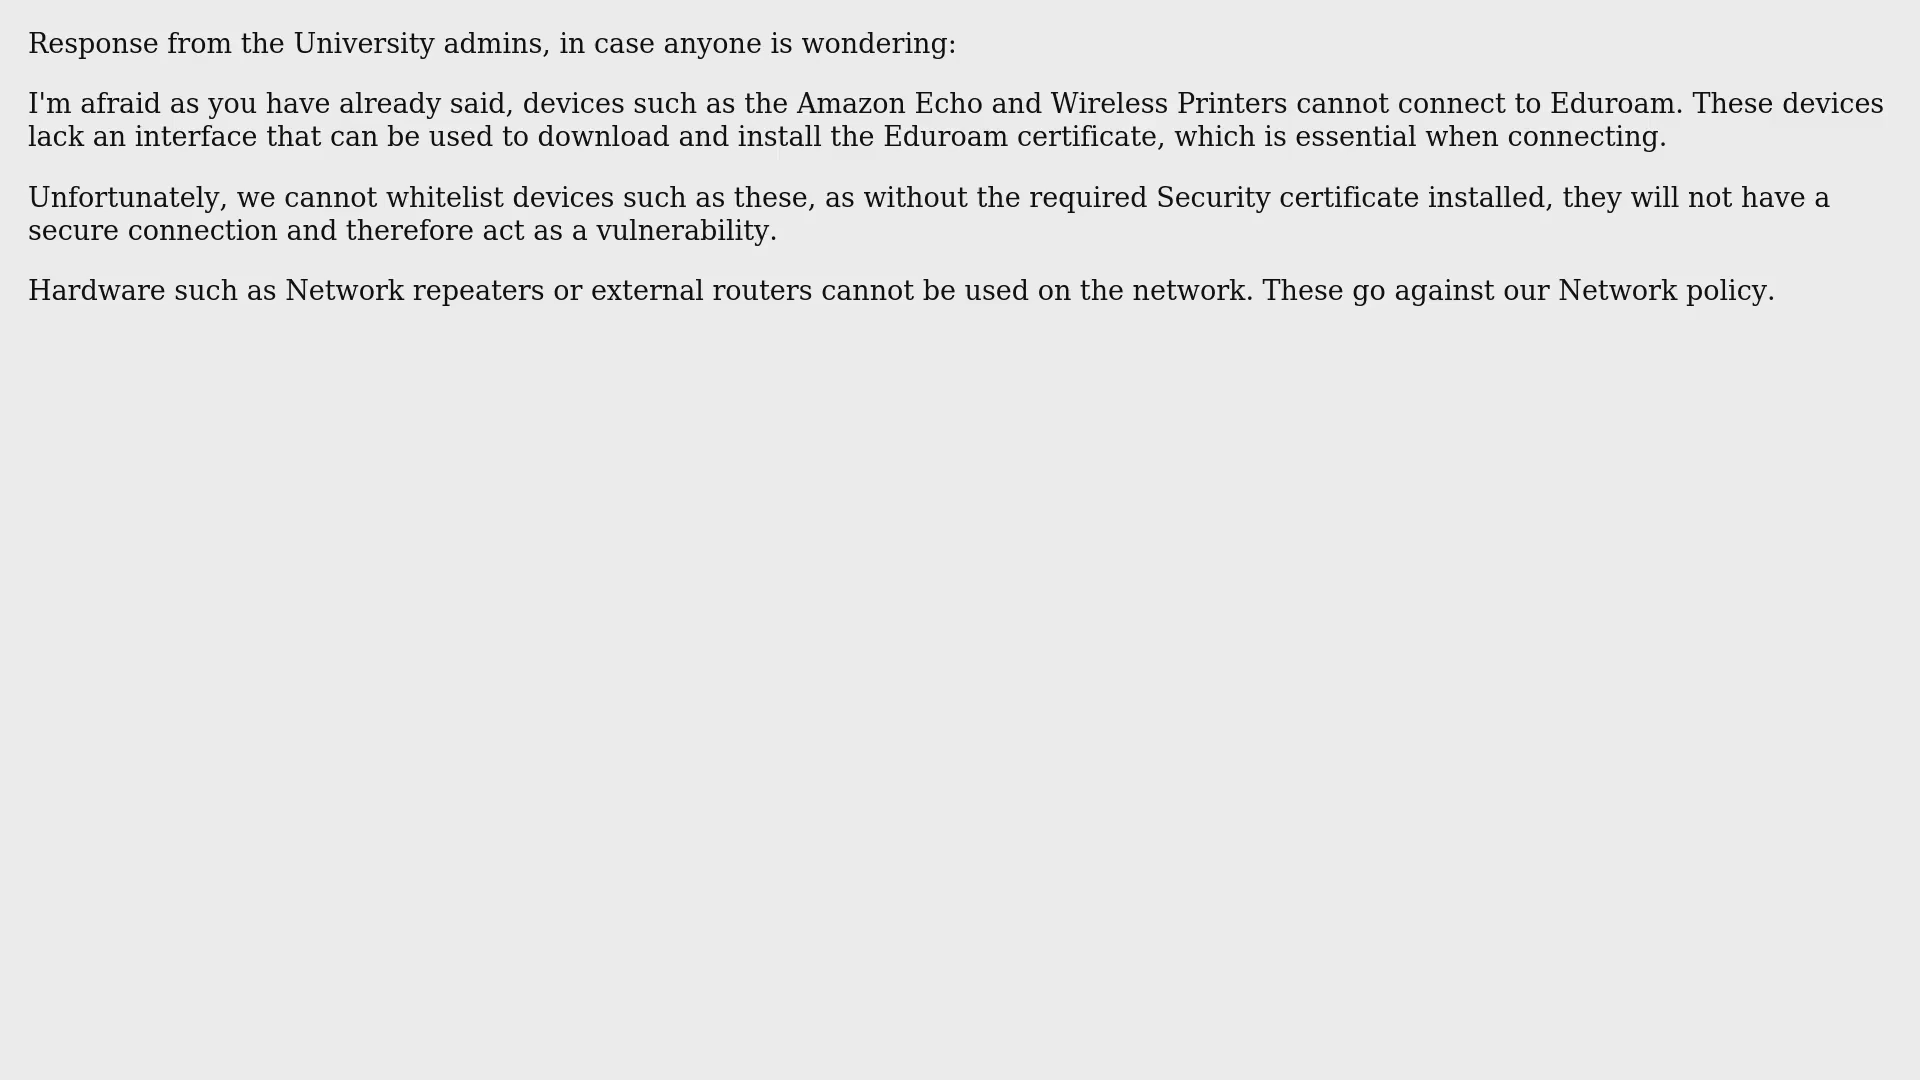 Response from the University admins, in case anyone is wondering:
I'm afraid as you have already said, devices such as the Amazon Echo and Wireless Printers cannot connect to Eduroam. These devices
lack an interface that can be used to download and install the Eduroam certificate, which is essential when connecting.
Unfortunately, we cannot whitelist devices such as these, as without the required Security certificate installed, they will not have a
secure connection and therefore act as a vulnerability.
Hardware such as Network repeaters or external routers cannot be used on the network. These go against our Network policy.